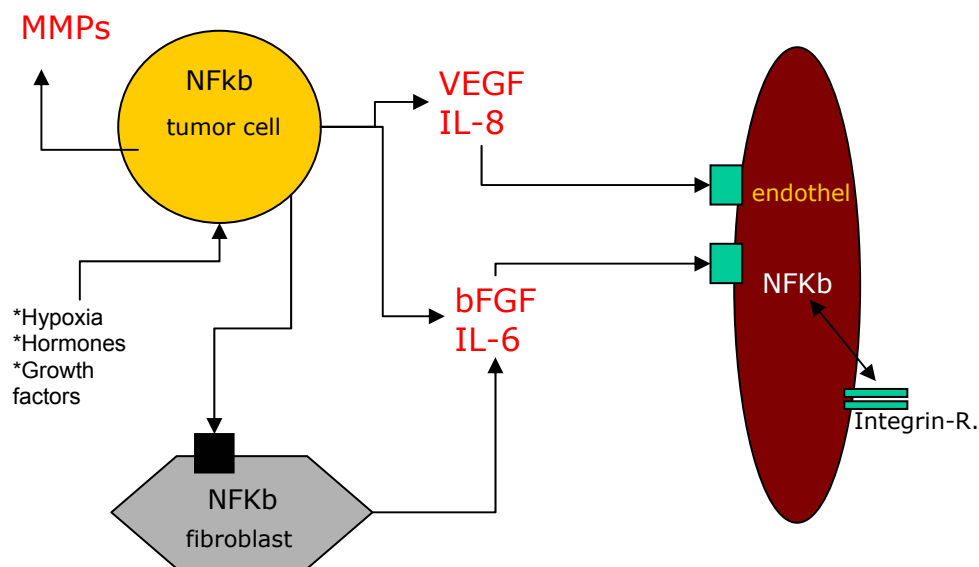 MMPs
NFkb
tumor cell
VEGF
IL-8
endothel
NFKb
bFGF
IL-6
*Hypoxia
*Hormones
*Growth
factors
Integrin-R.
NFKb
fibroblast